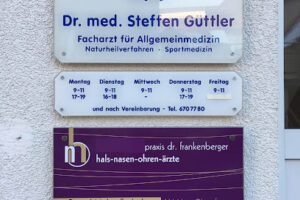 Dr. med. Steffen Güttler
Facharzt für Allgemeinmedizin
Naturheilverfahren - Sportmedizin
Montag Dienstag Mittwoch Donnerstag Freitag
9-11 9-11 9-11 9-11 9-11
17-19 16-18 - 17-19
und nach Vereinbarung - Tel. 6707780
praxis dr. frankenberger
hals-nasen-ohren-ärzte